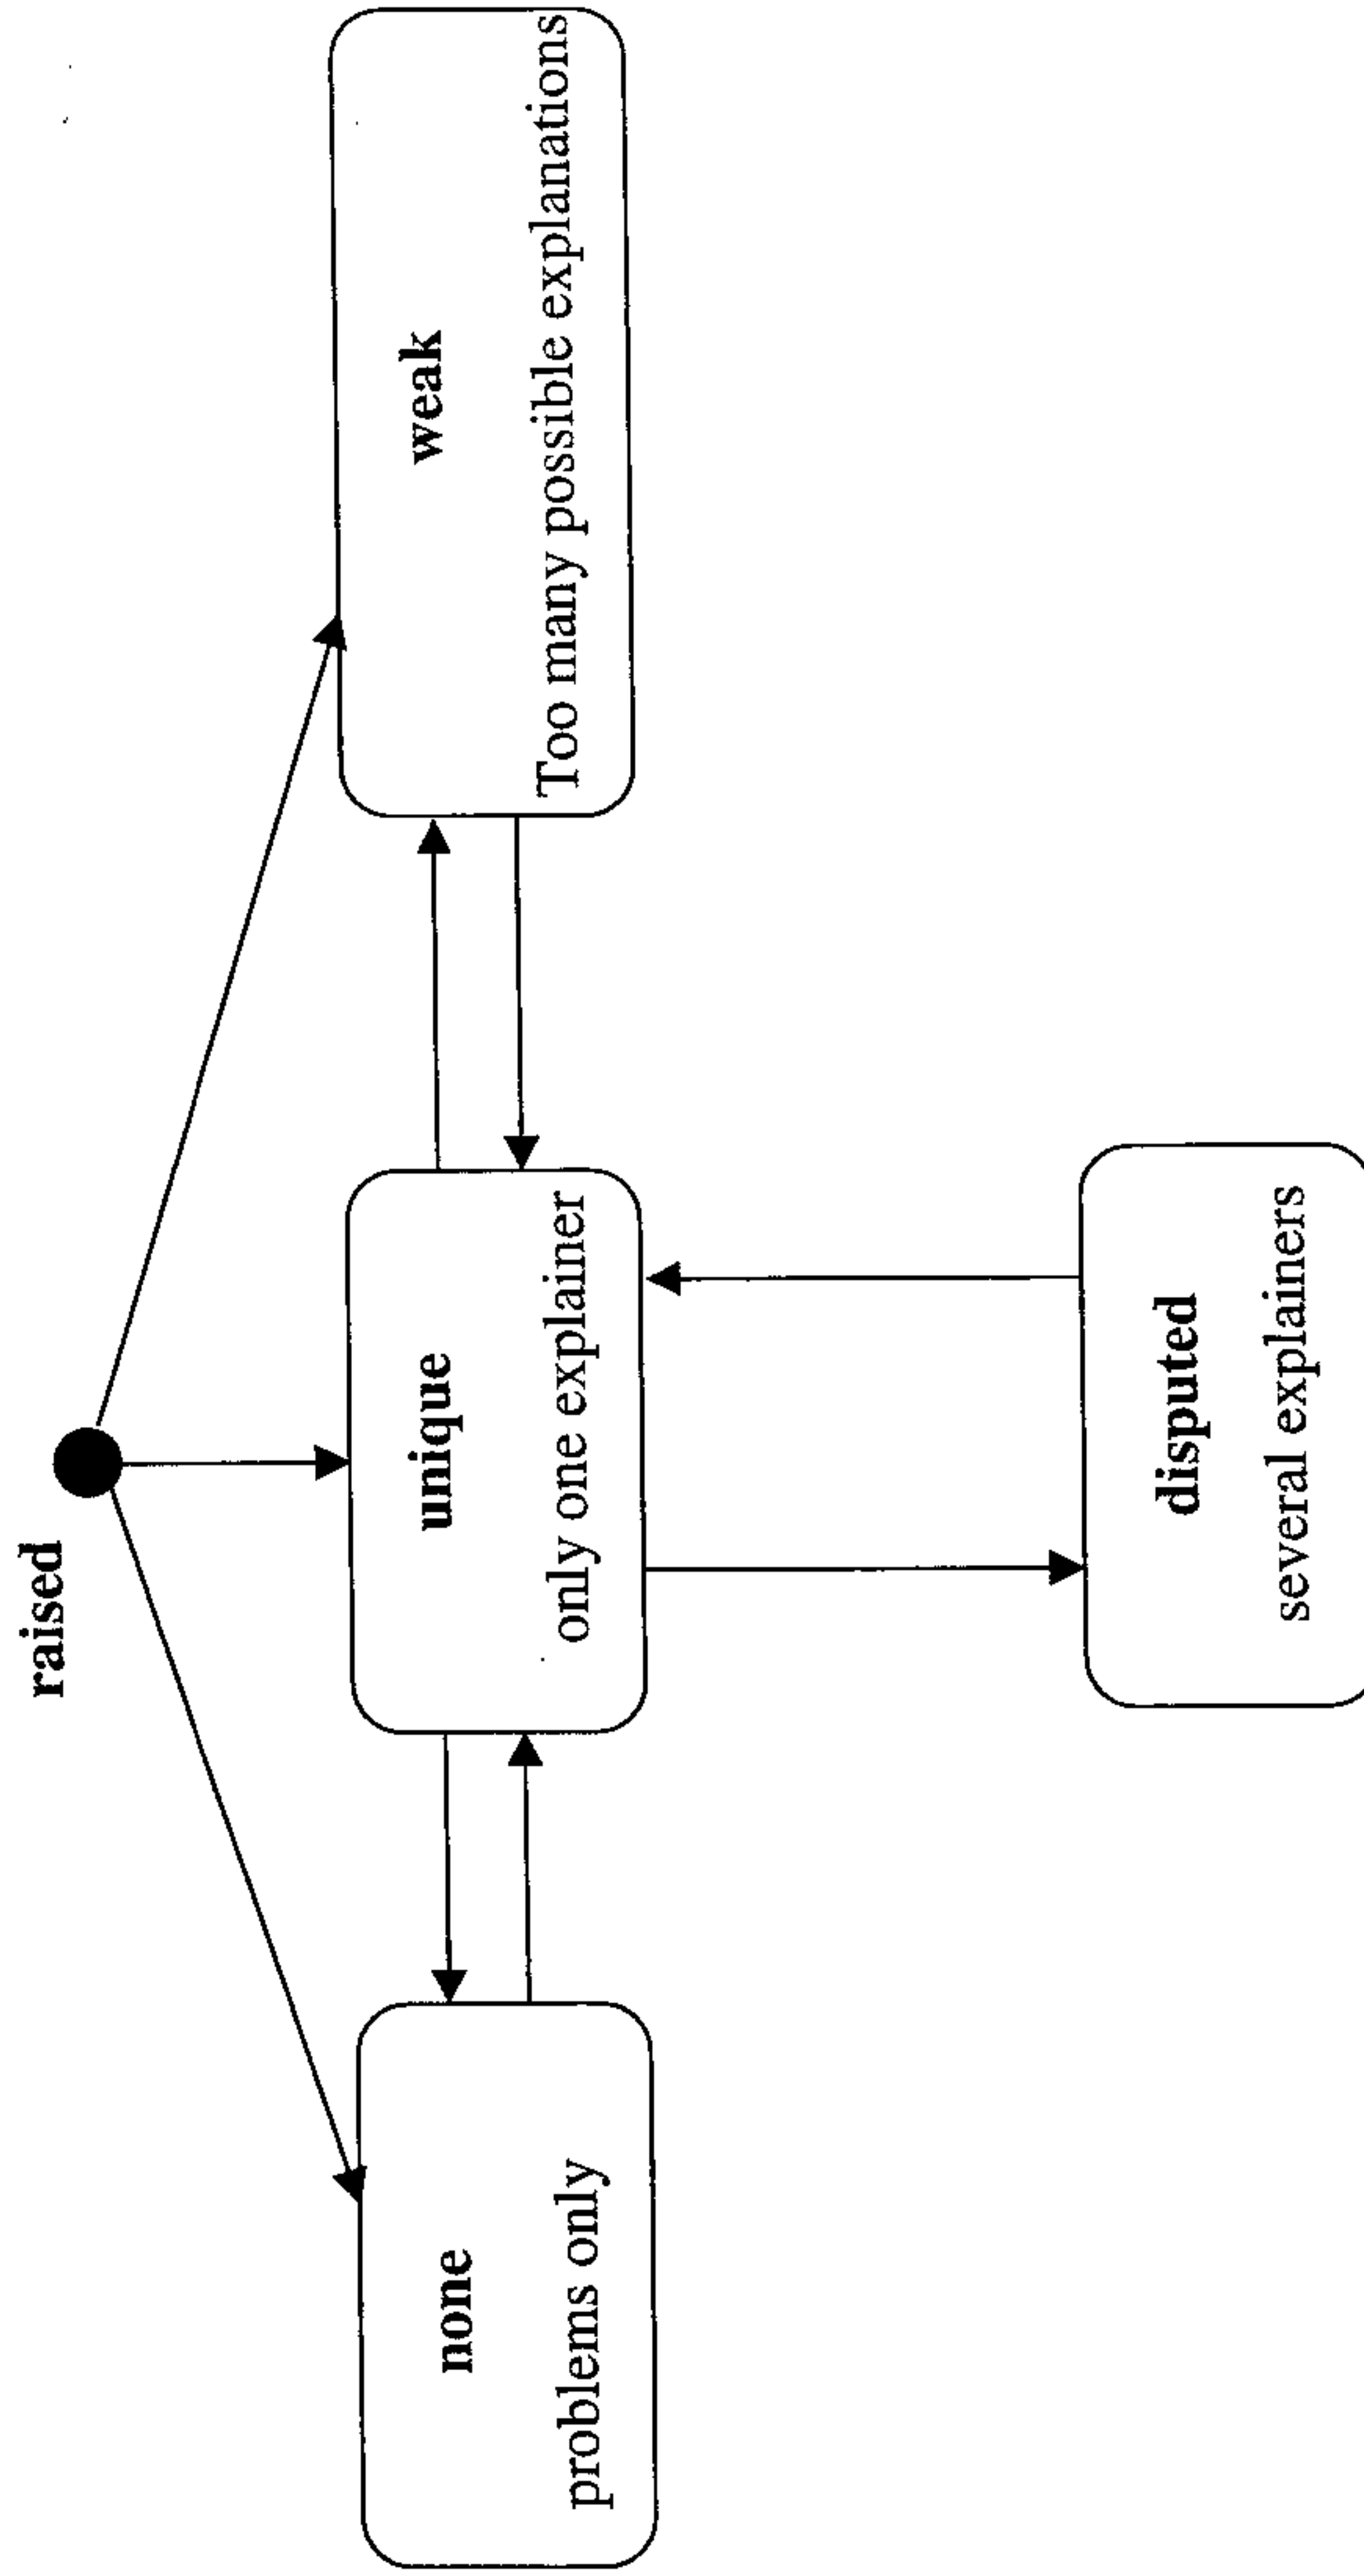 raised
none
problems only
unique
only one explainer
weak
Too many possible explanations
disputed
several explainers